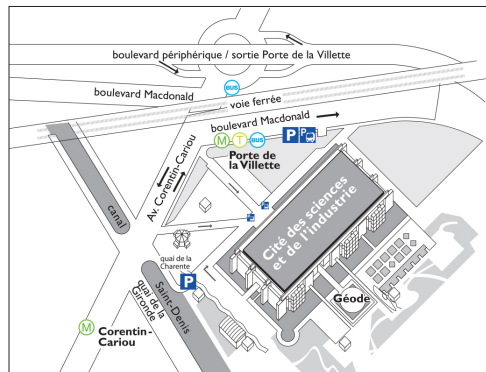 boulevard périphérique / sortie Porte de la Villette
boulevard Macdonald
BUS
voie ferrée
boulevard Macdonald
M T BUS
P P
Porte de
la Villette
Av. Corentin-Cariou
canal
Cité des sciences
et de l'industrie
quai de la
Charente
P
Géode
Saint-Denis
quai de la
Gironde
M Corentin-
Cariou